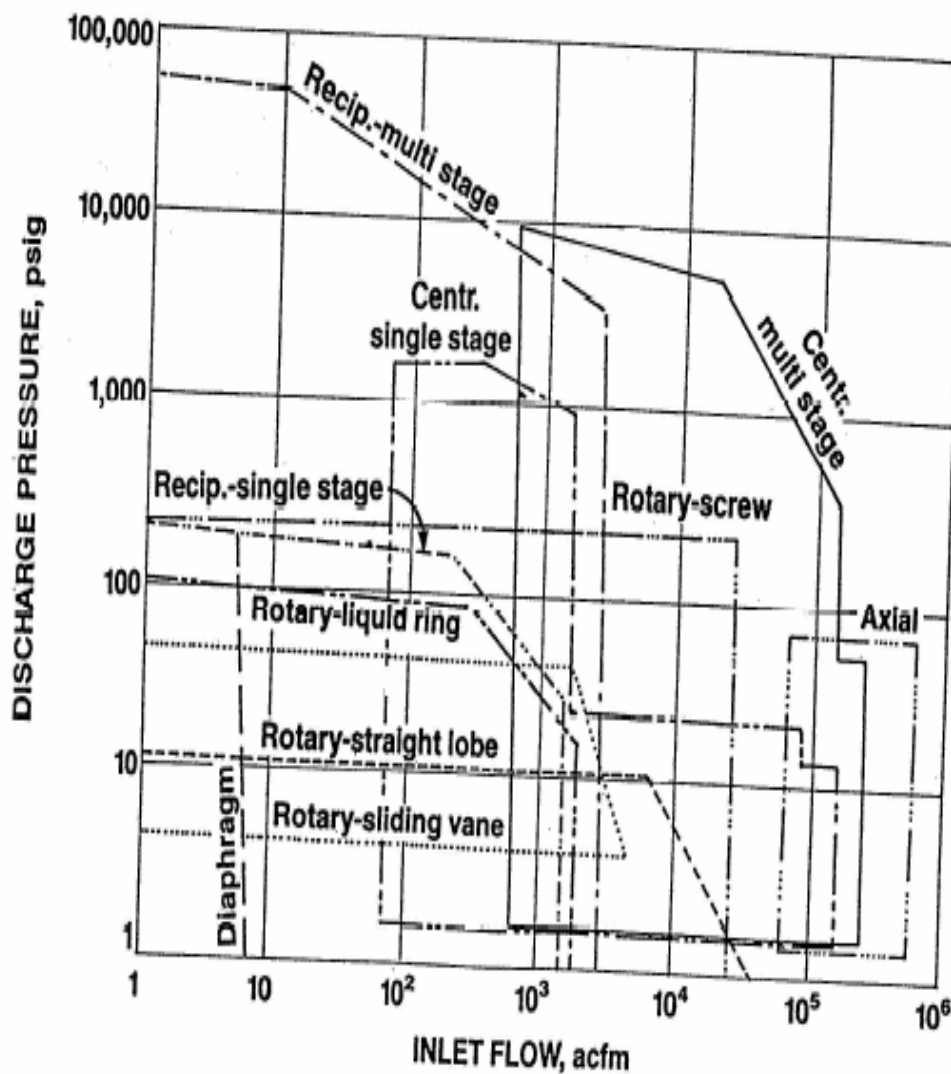 100,000
10,000
1,000
100
10
1
DISCHARGE PRESSURE, psig
Recip.-multi stage
Centr.
single stage
Centr.
multi stage
Recip.-single stage
Rotary-screw
Rotary-liquid ring
Axial
Rotary-straight lobe
Rotary-sliding vane
Diaphragm
1
10
10²
10³
10⁴
10⁵
10⁶
INLET FLOW, acfm